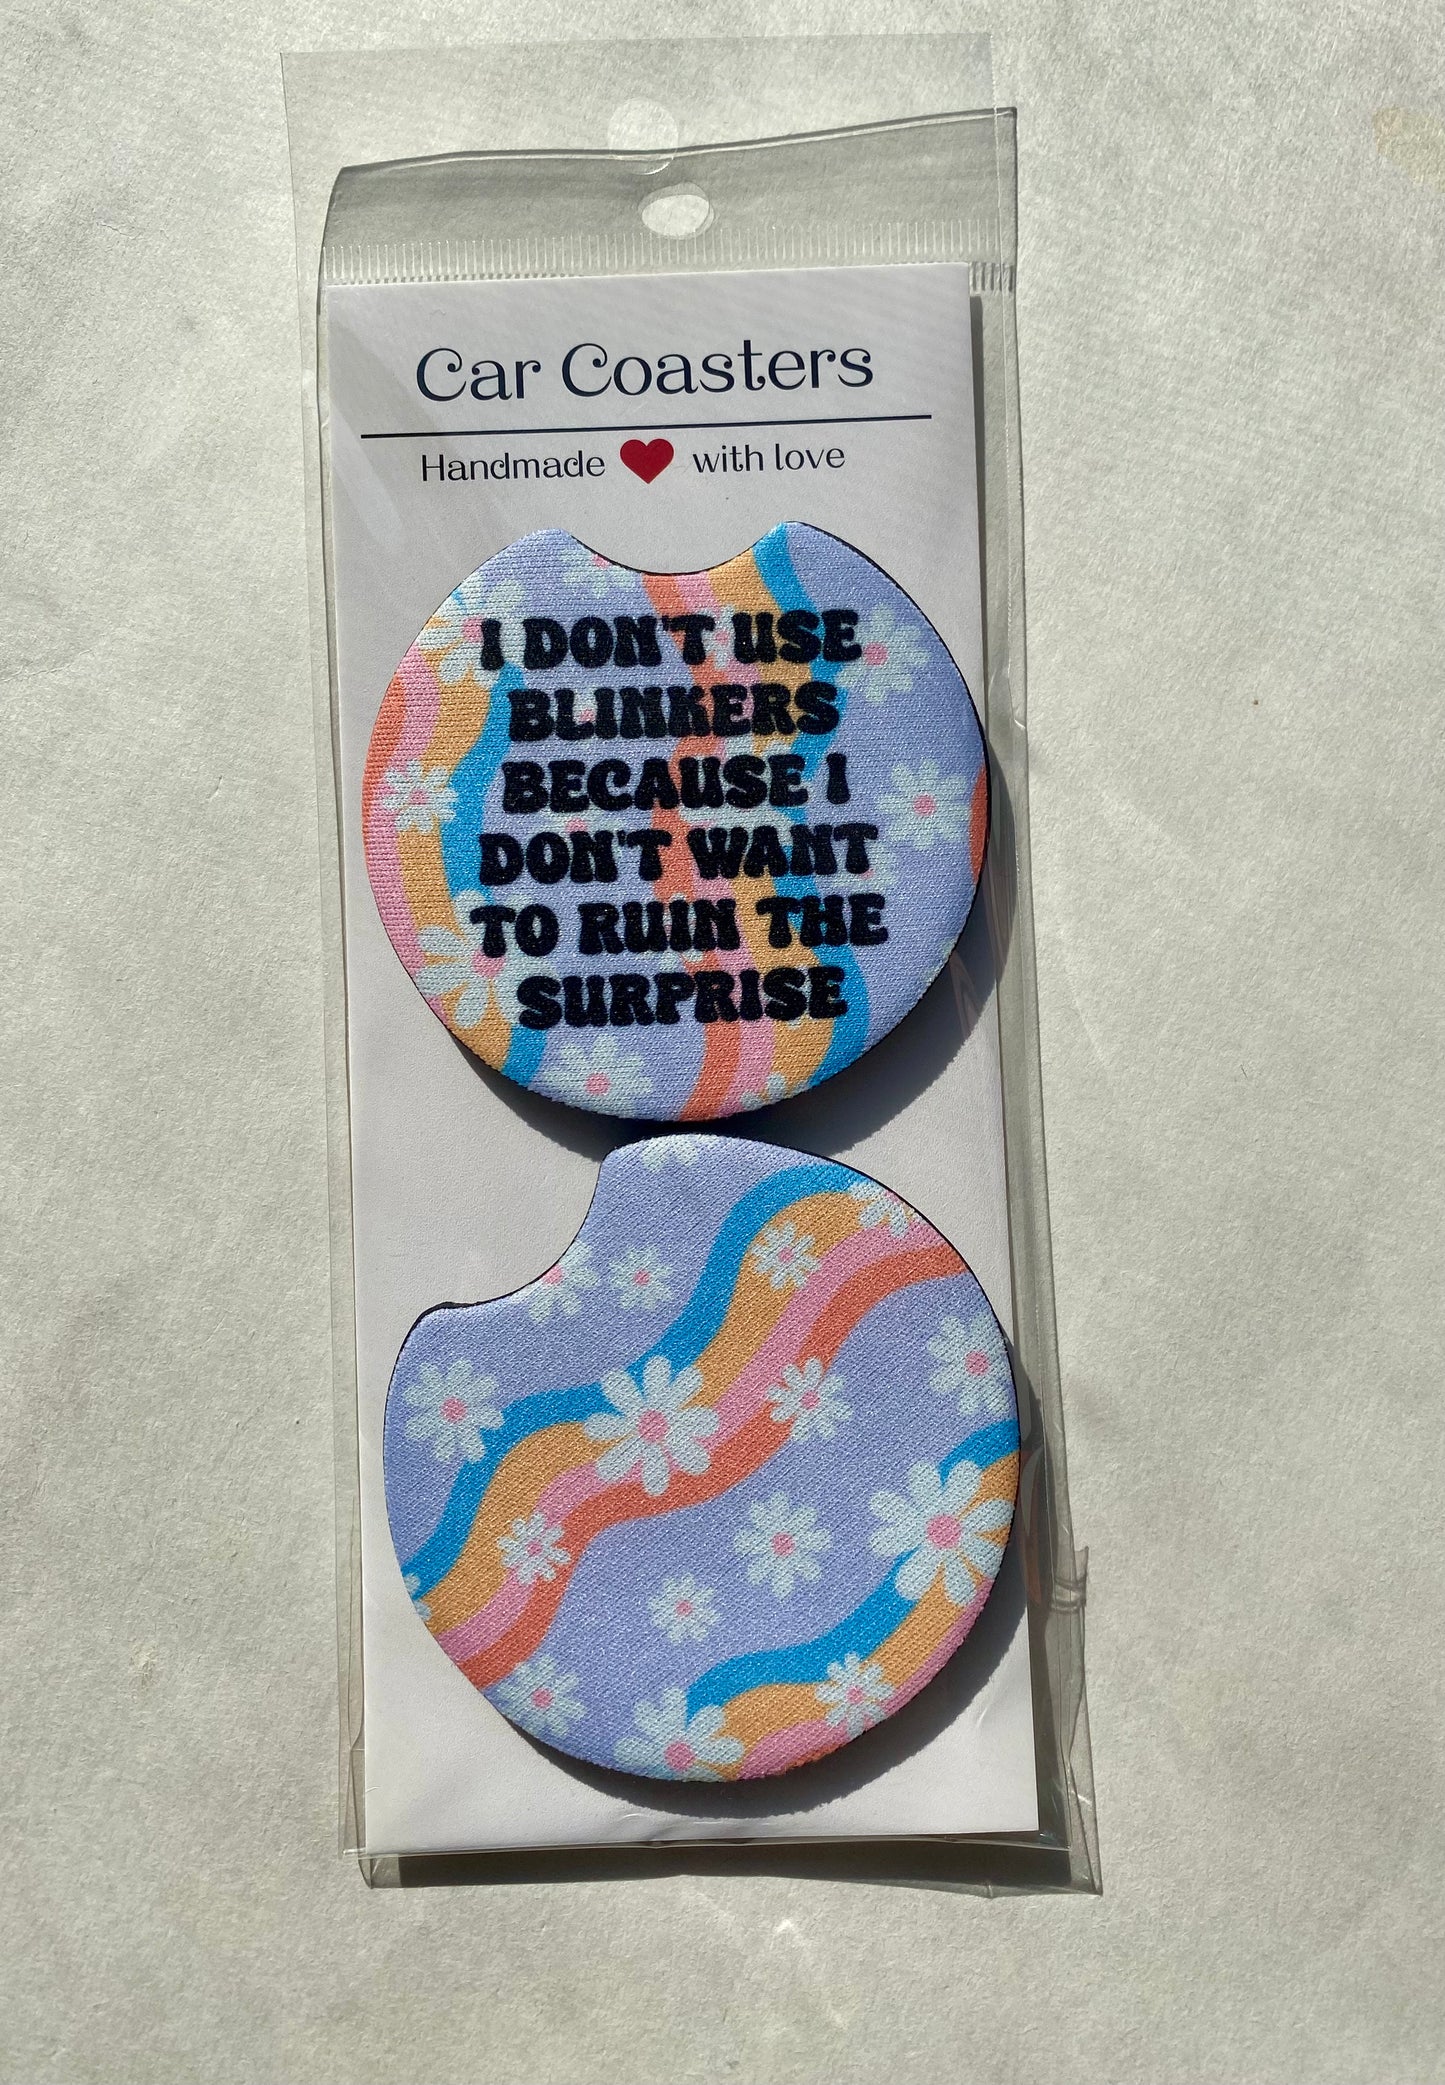 Car Coasters
Handmade with love
I DON'T USE
BLINKERS
BECAUSE I
DON'T WANT
TO RUIN THE
SURPRISE